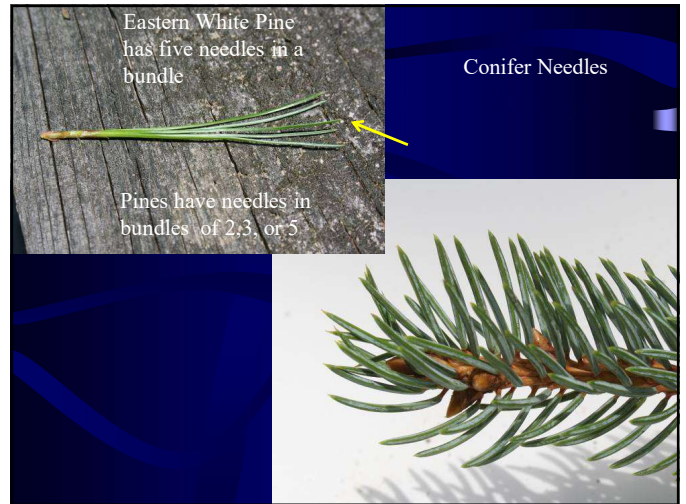 Eastern White Pine
has five needles in a
bundle
Conifer Needles
Pines have needles in
bundles of 2,3, or 5